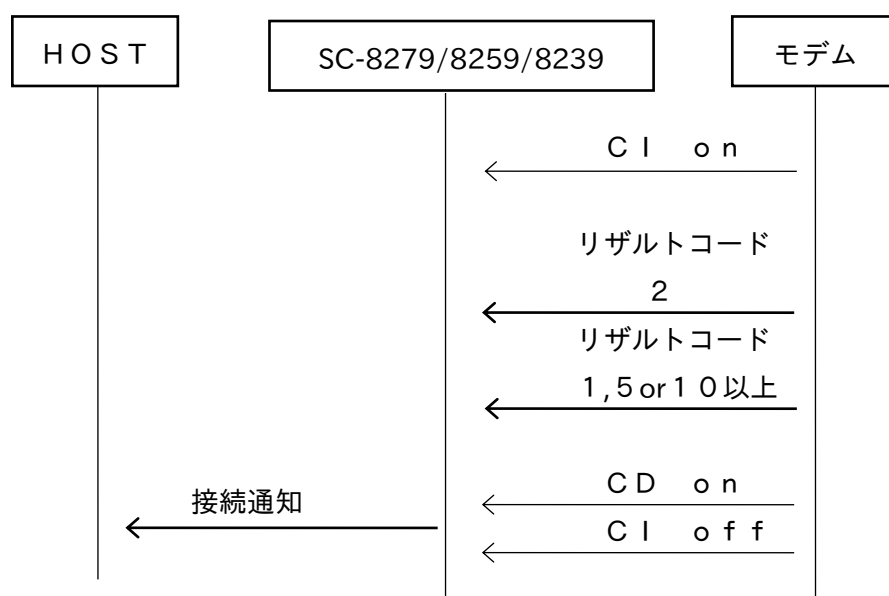 ＨＯＳＴ
SC-8279/8259/8239
モデム
ＣＩ　ｏｎ
リザルトコード
２
リザルトコード
１,５or１０以上
ＣＤ　ｏｎ
接続通知
ＣＩ　ｏｆｆ